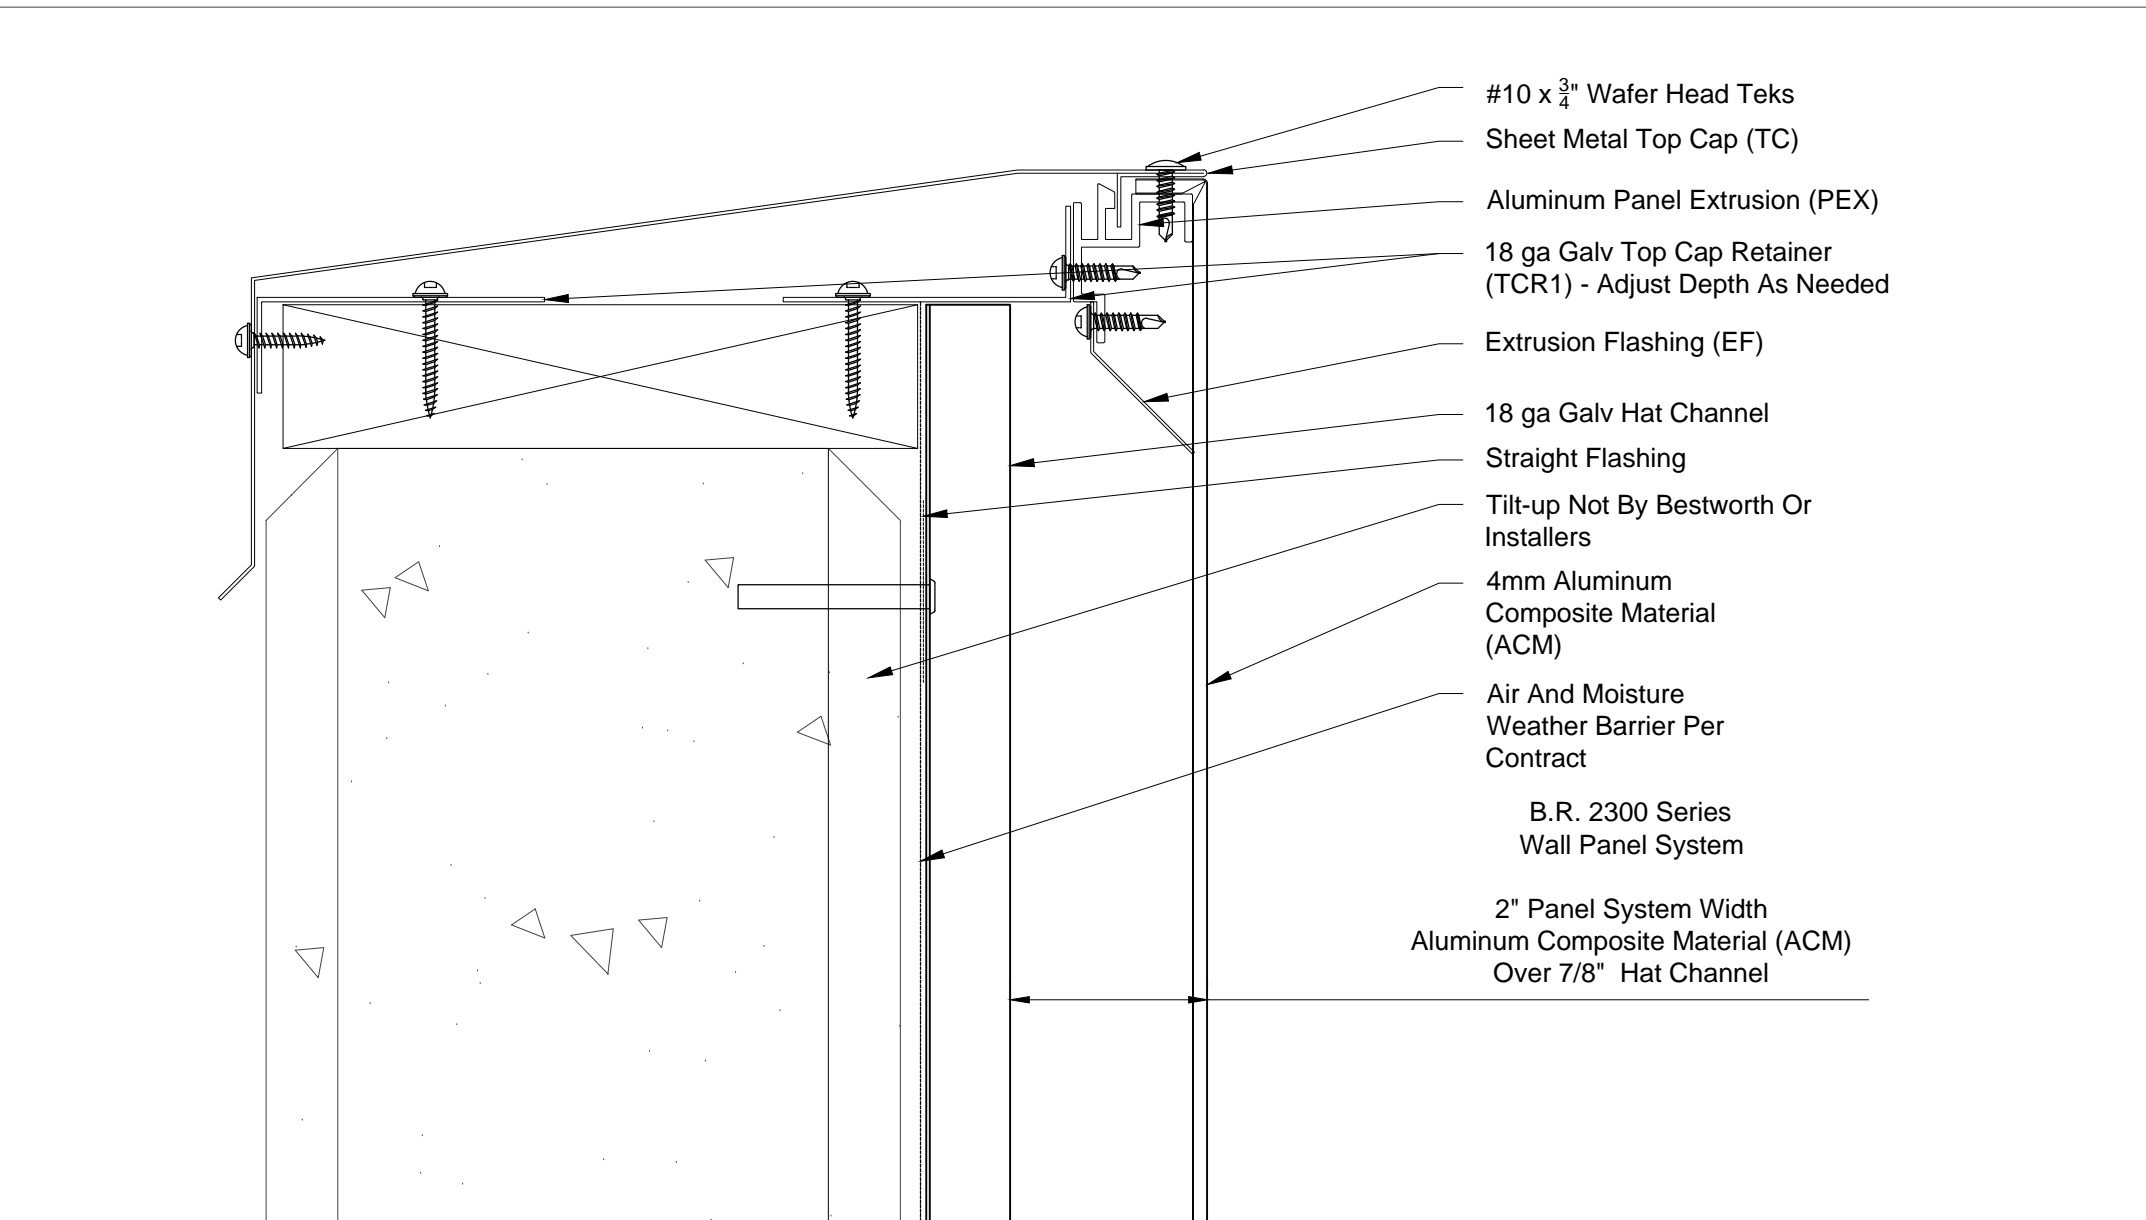 #10 x 3/4" Wafer Head Teks
Sheet Metal Top Cap (TC)
Aluminum Panel Extrusion (PEX)
18 ga Galv Top Cap Retainer
(TCR1) - Adjust Depth As Needed
Extrusion Flashing (EF)
18 ga Galv Hat Channel
Straight Flashing
Tilt-up Not By Bestworth Or
Installers
4mm Aluminum
Composite Material
(ACM)
Air And Moisture
Weather Barrier Per
Contract
B.R. 2300 Series
Wall Panel System
2" Panel System Width
Aluminum Composite Material (ACM)
Over 7/8" Hat Channel